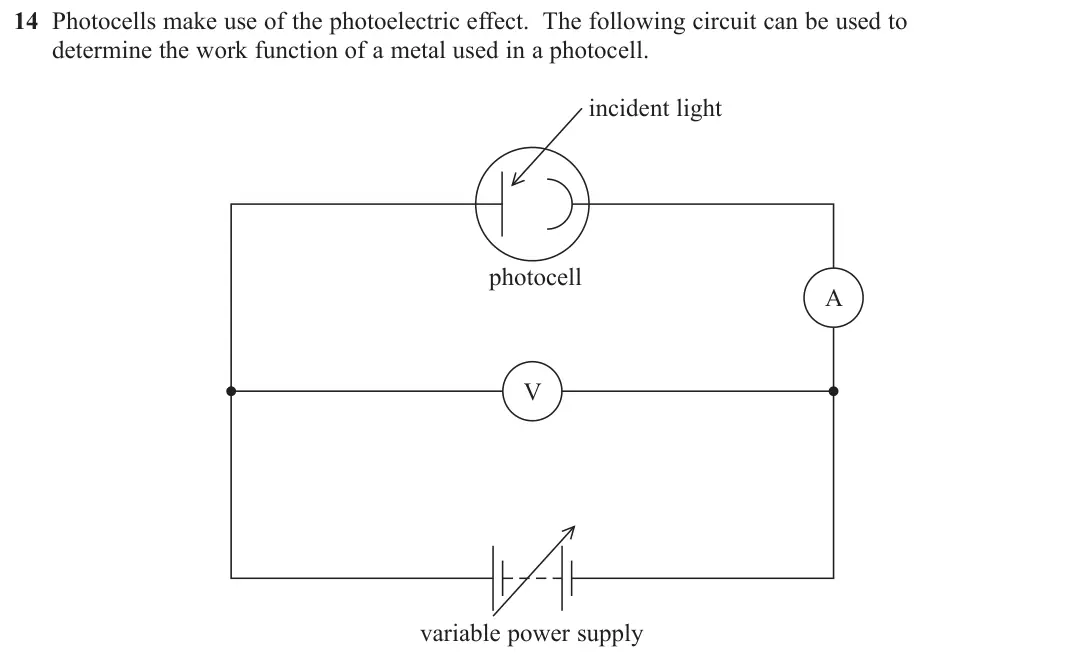 14 Photocells make use of the photoelectric effect. The following circuit can be used to
determine the work function of a metal used in a photocell.
incident light
photocell
A
V
variable power supply